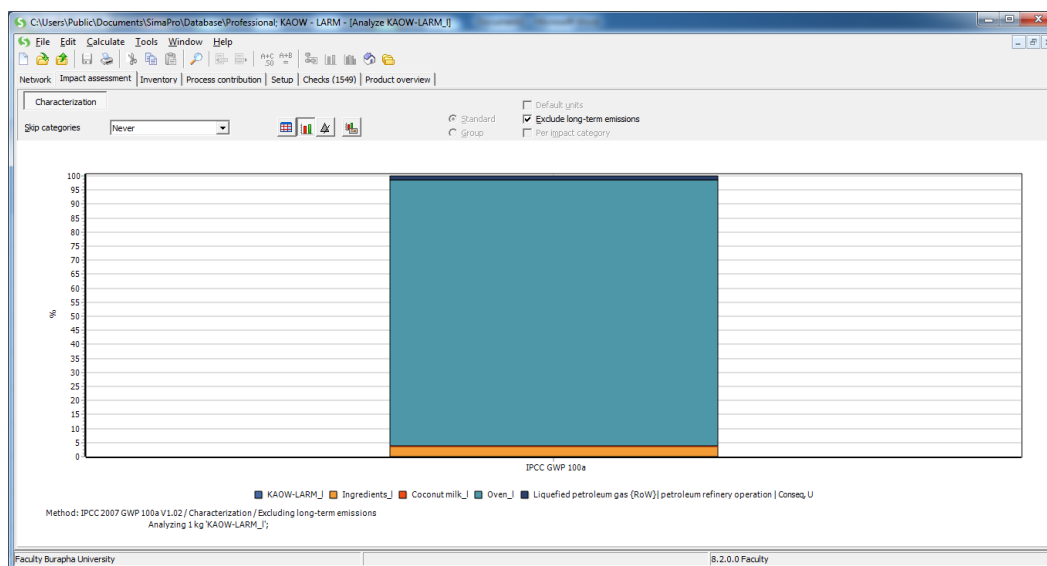 C:\Users\Public\Documents\SimaPro\Database\Professional; KAOW - LARM - [Analyze KAOW-LARM_l]
File Edit Calculate Tools Window Help
A+C 50 A+B =
Network Impact assessment Inventory Process contribution Setup Checks (1549) Product overview
Characterization
Skip categories Never
Standard
Group
Default units
Exclude long-term emissions
Per impact category
100
95
90
85
80
75
70
65
60
55
50
45
40
35
30
25
20
15
10
5
0
%
IPCC GWP 100a
KAOW-LARM_l Ingredients_l Coconut milk_l Oven_l Liquefied petroleum gas {RoW}| petroleum refinery operation | Conseq, U
Method: IPCC 2007 GWP 100a V1.02 / Characterization / Excluding long-term emissions
Analyzing 1 kg 'KAOW-LARM_l';
Faculty Burapha University 8.2.0.0 Faculty